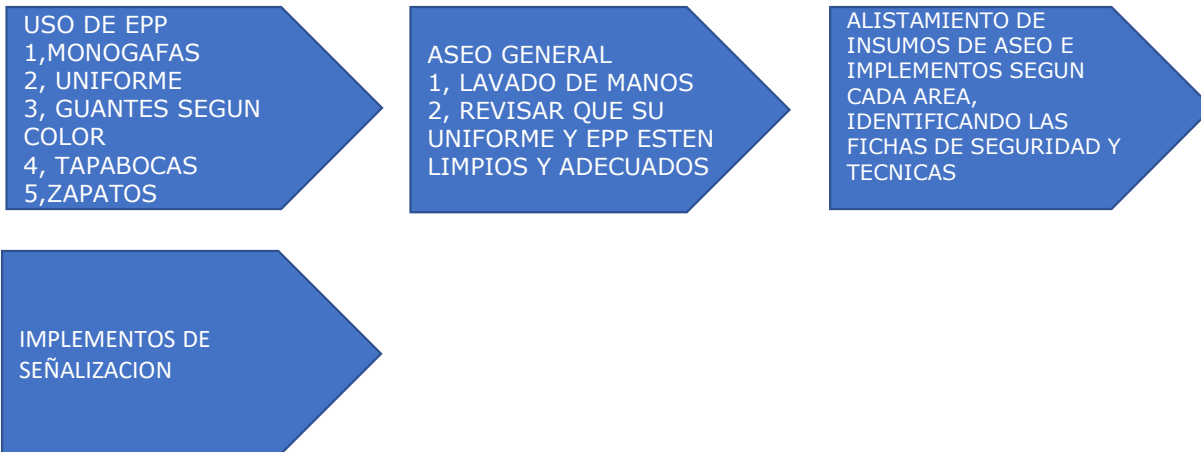 USO DE EPP
1,MONOGAFAS
2, UNIFORME
3, GUANTES SEGUN
COLOR
4, TAPABOCAS
5,ZAPATOS
ASEO GENERAL
1, LAVADO DE MANOS
2, REVISAR QUE SU
UNIFORME Y EPP ESTEN
LIMPIOS Y ADECUADOS
ALISTAMIENTO DE
INSUMOS DE ASEO E
IMPLEMENTOS SEGUN
CADA AREA,
IDENTIFICANDO LAS
FICHAS DE SEGURIDAD Y
TECNICAS
IMPLEMENTOS DE
SEÑALIZACION